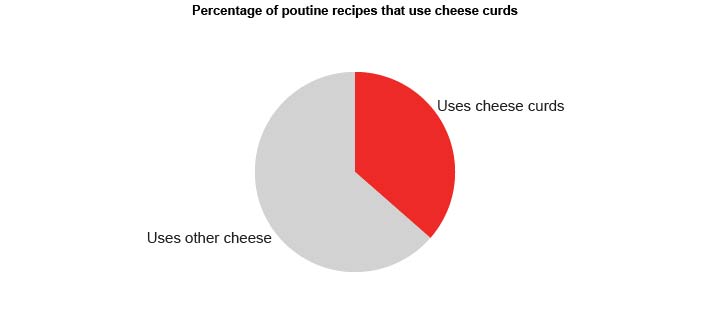 Percentage of poutine recipes that use cheese curds
Uses cheese curds
Uses other cheese